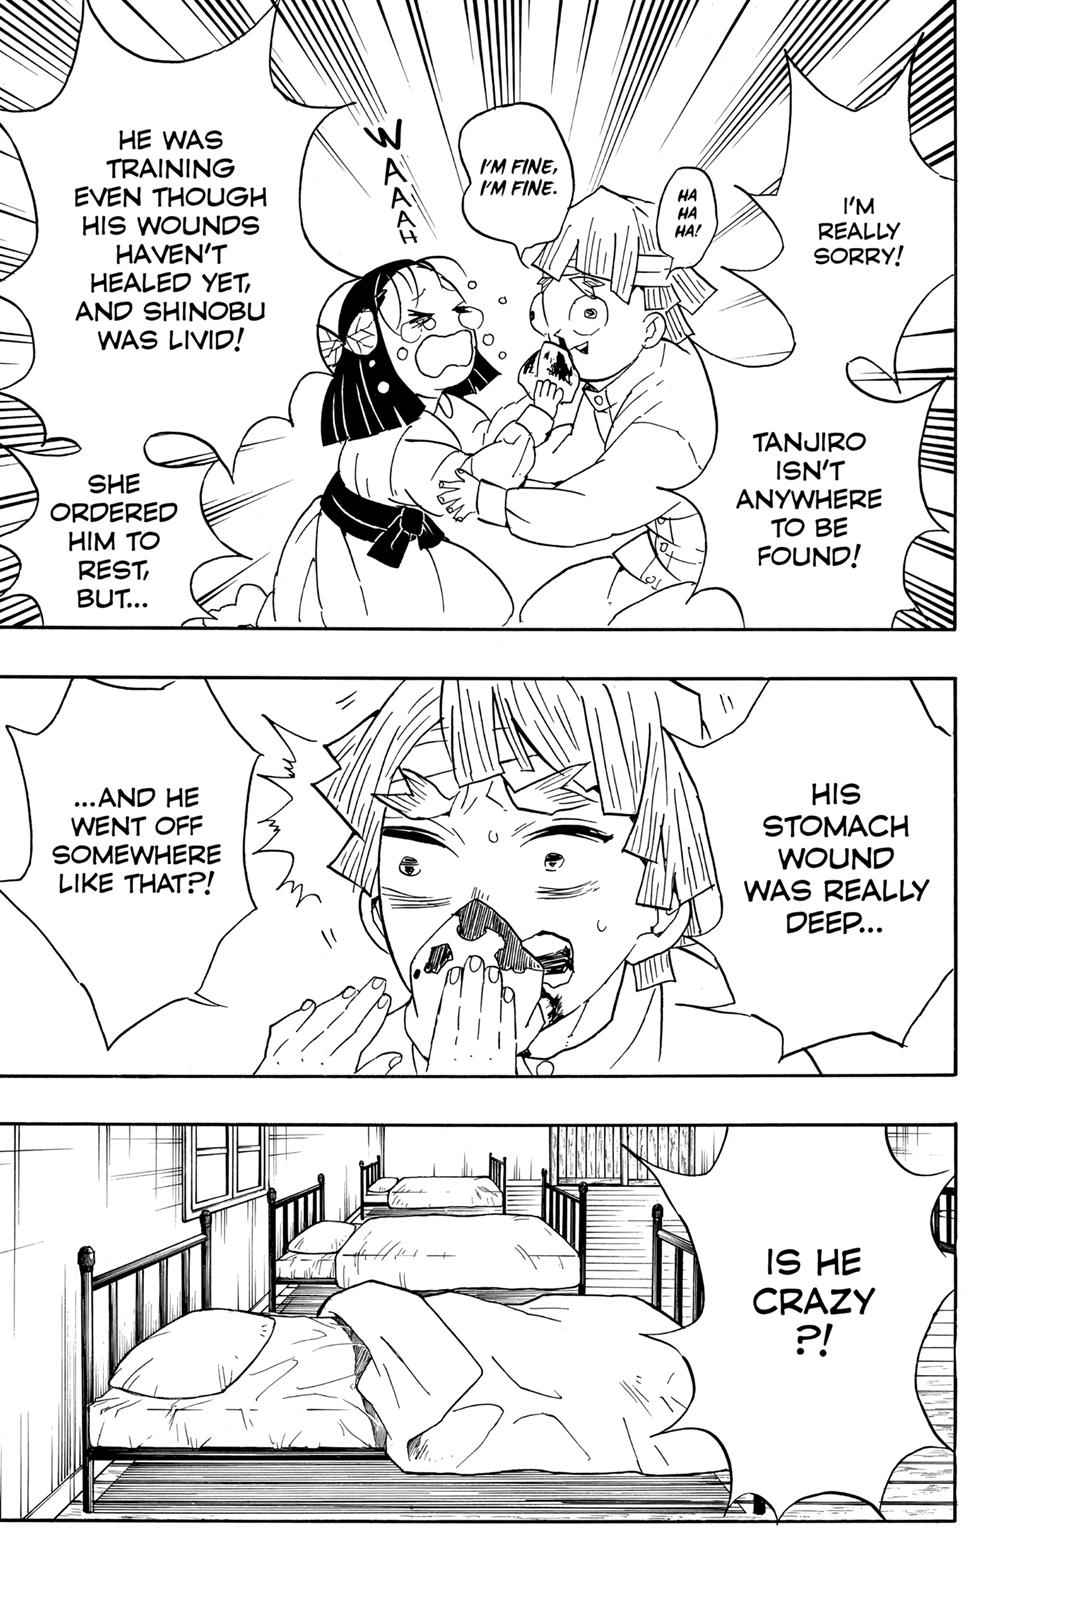 I'M
REALLY
SORRY!
TANJIRO
ISN'T
ANYWHERE
TO BE
FOUND!
HA
HA
HA!
I'M FINE,
I'M FINE.
WAAAH
HE WAS
TRAINING
EVEN THOUGH
HIS WOUNDS
HAVEN'T
HEALED YET,
AND SHINOBU
WAS LIVID!
SHE
ORDERED
HIM TO
REST,
BUT...
HIS
STOMACH
WOUND
WAS REALLY
DEEP...
...AND HE
WENT OFF
SOMEWHERE
LIKE THAT?!
IS HE
CRAZY
?!